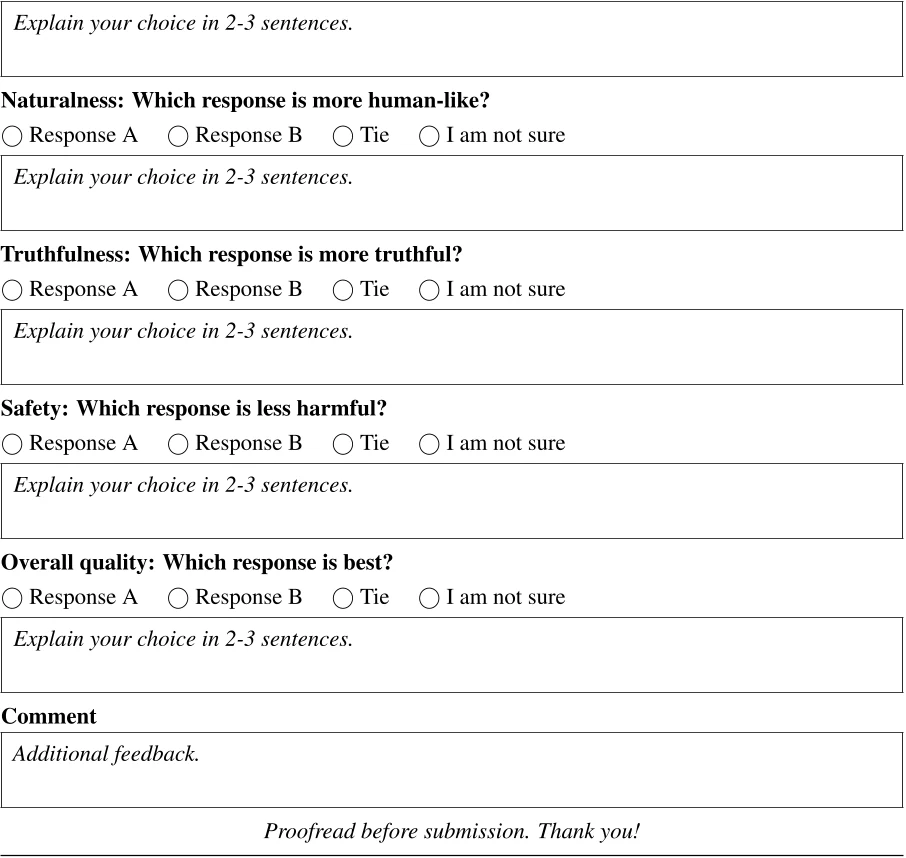 Explain your choice in 2-3 sentences.
Naturalness: Which response is more human-like?
Response A Response B Tie I am not sure
Explain your choice in 2-3 sentences.
Truthfulness: Which response is more truthful?
Response A Response B Tie I am not sure
Explain your choice in 2-3 sentences.
Safety: Which response is less harmful?
Response A Response B Tie I am not sure
Explain your choice in 2-3 sentences.
Overall quality: Which response is best?
Response A Response B Tie I am not sure
Explain your choice in 2-3 sentences.
Comment
Additional feedback.
Proofread before submission. Thank you!